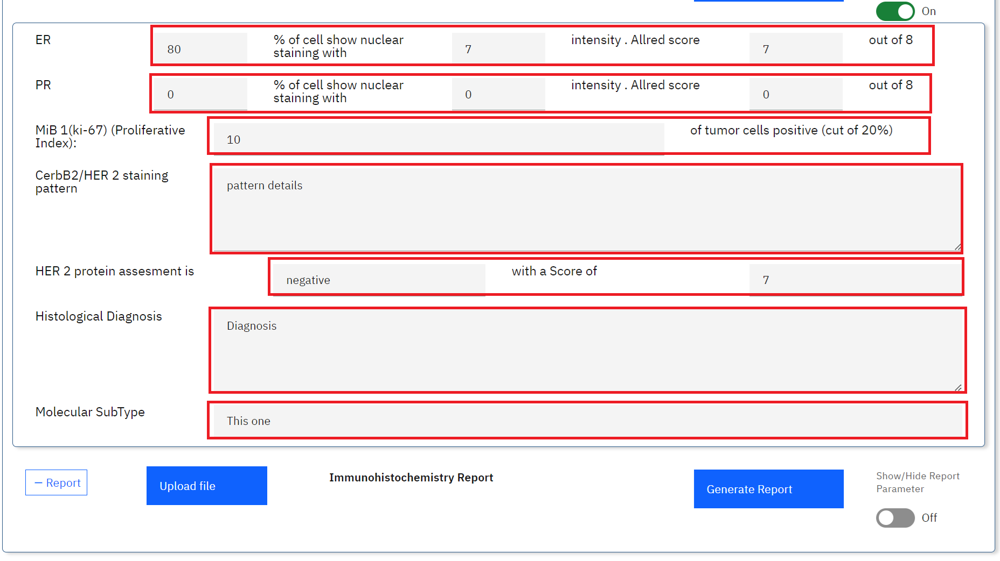 On
ER 80 % of cell show nuclear staining with 7 intensity . Allred score 7 out of 8
PR 0 % of cell show nuclear staining with 0 intensity . Allred score 0 out of 8
MiB 1(ki-67) (Proliferative Index): 10 of tumor cells positive (cut of 20%)
CerbB2/HER 2 staining pattern
pattern details
HER 2 protein assesment is negative with a Score of 7
Histological Diagnosis
Diagnosis
Molecular SubType This one
— Report Upload file Immunohistochemistry Report Generate Report Show/Hide Report Parameter
Off